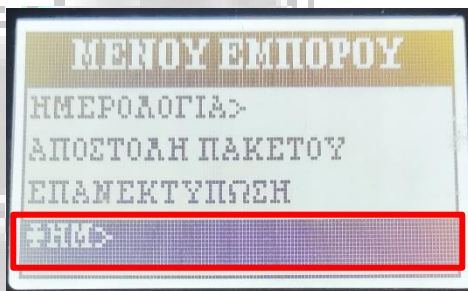 ΜΕΝΟΥ ΕΜΠΟΡΟΥ
ΗΜΕΡΟΛΟΓΙΑ>
ΑΠΟΣΤΟΛΗ ΠΑΚΕΤΟΥ
ΕΠΑΝΕΚΤΥΠΩΣΗ
ΦΗΜ>